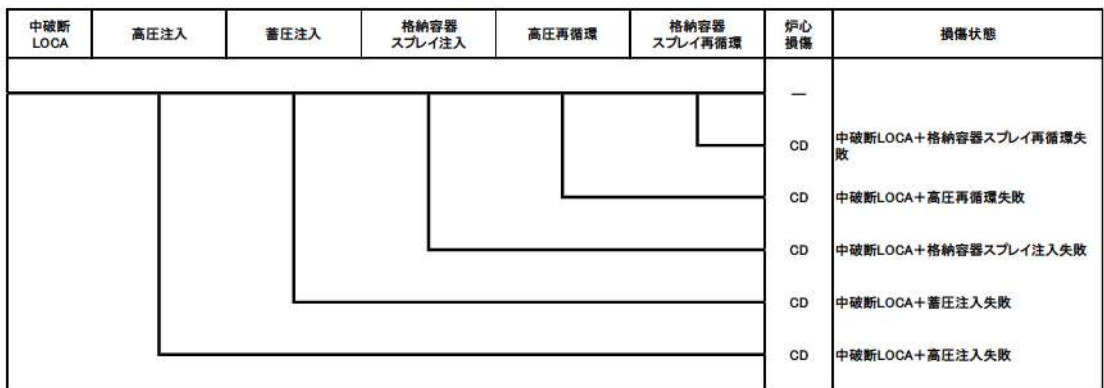 中破断
LOCA
高圧注入
蓄圧注入
格納容器
スプレイ注入
高圧再循環
格納容器
スプレイ再循環
炉心
損傷
損傷状態
—
CD
中破断LOCA+格納容器スプレイ再循環失
敗
CD
中破断LOCA+高圧再循環失敗
CD
中破断LOCA+格納容器スプレイ注入失敗
CD
中破断LOCA+蓄圧注入失敗
CD
中破断LOCA+高圧注入失敗